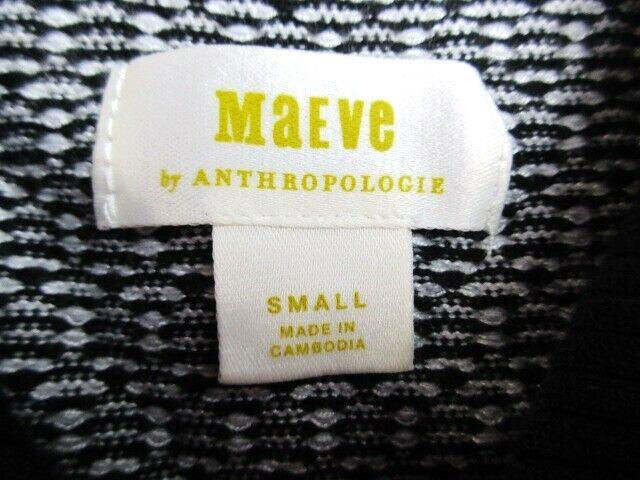 MaEVe
by ANTHROPOLOGIE
SMALL
MADE IN
CAMBODIA